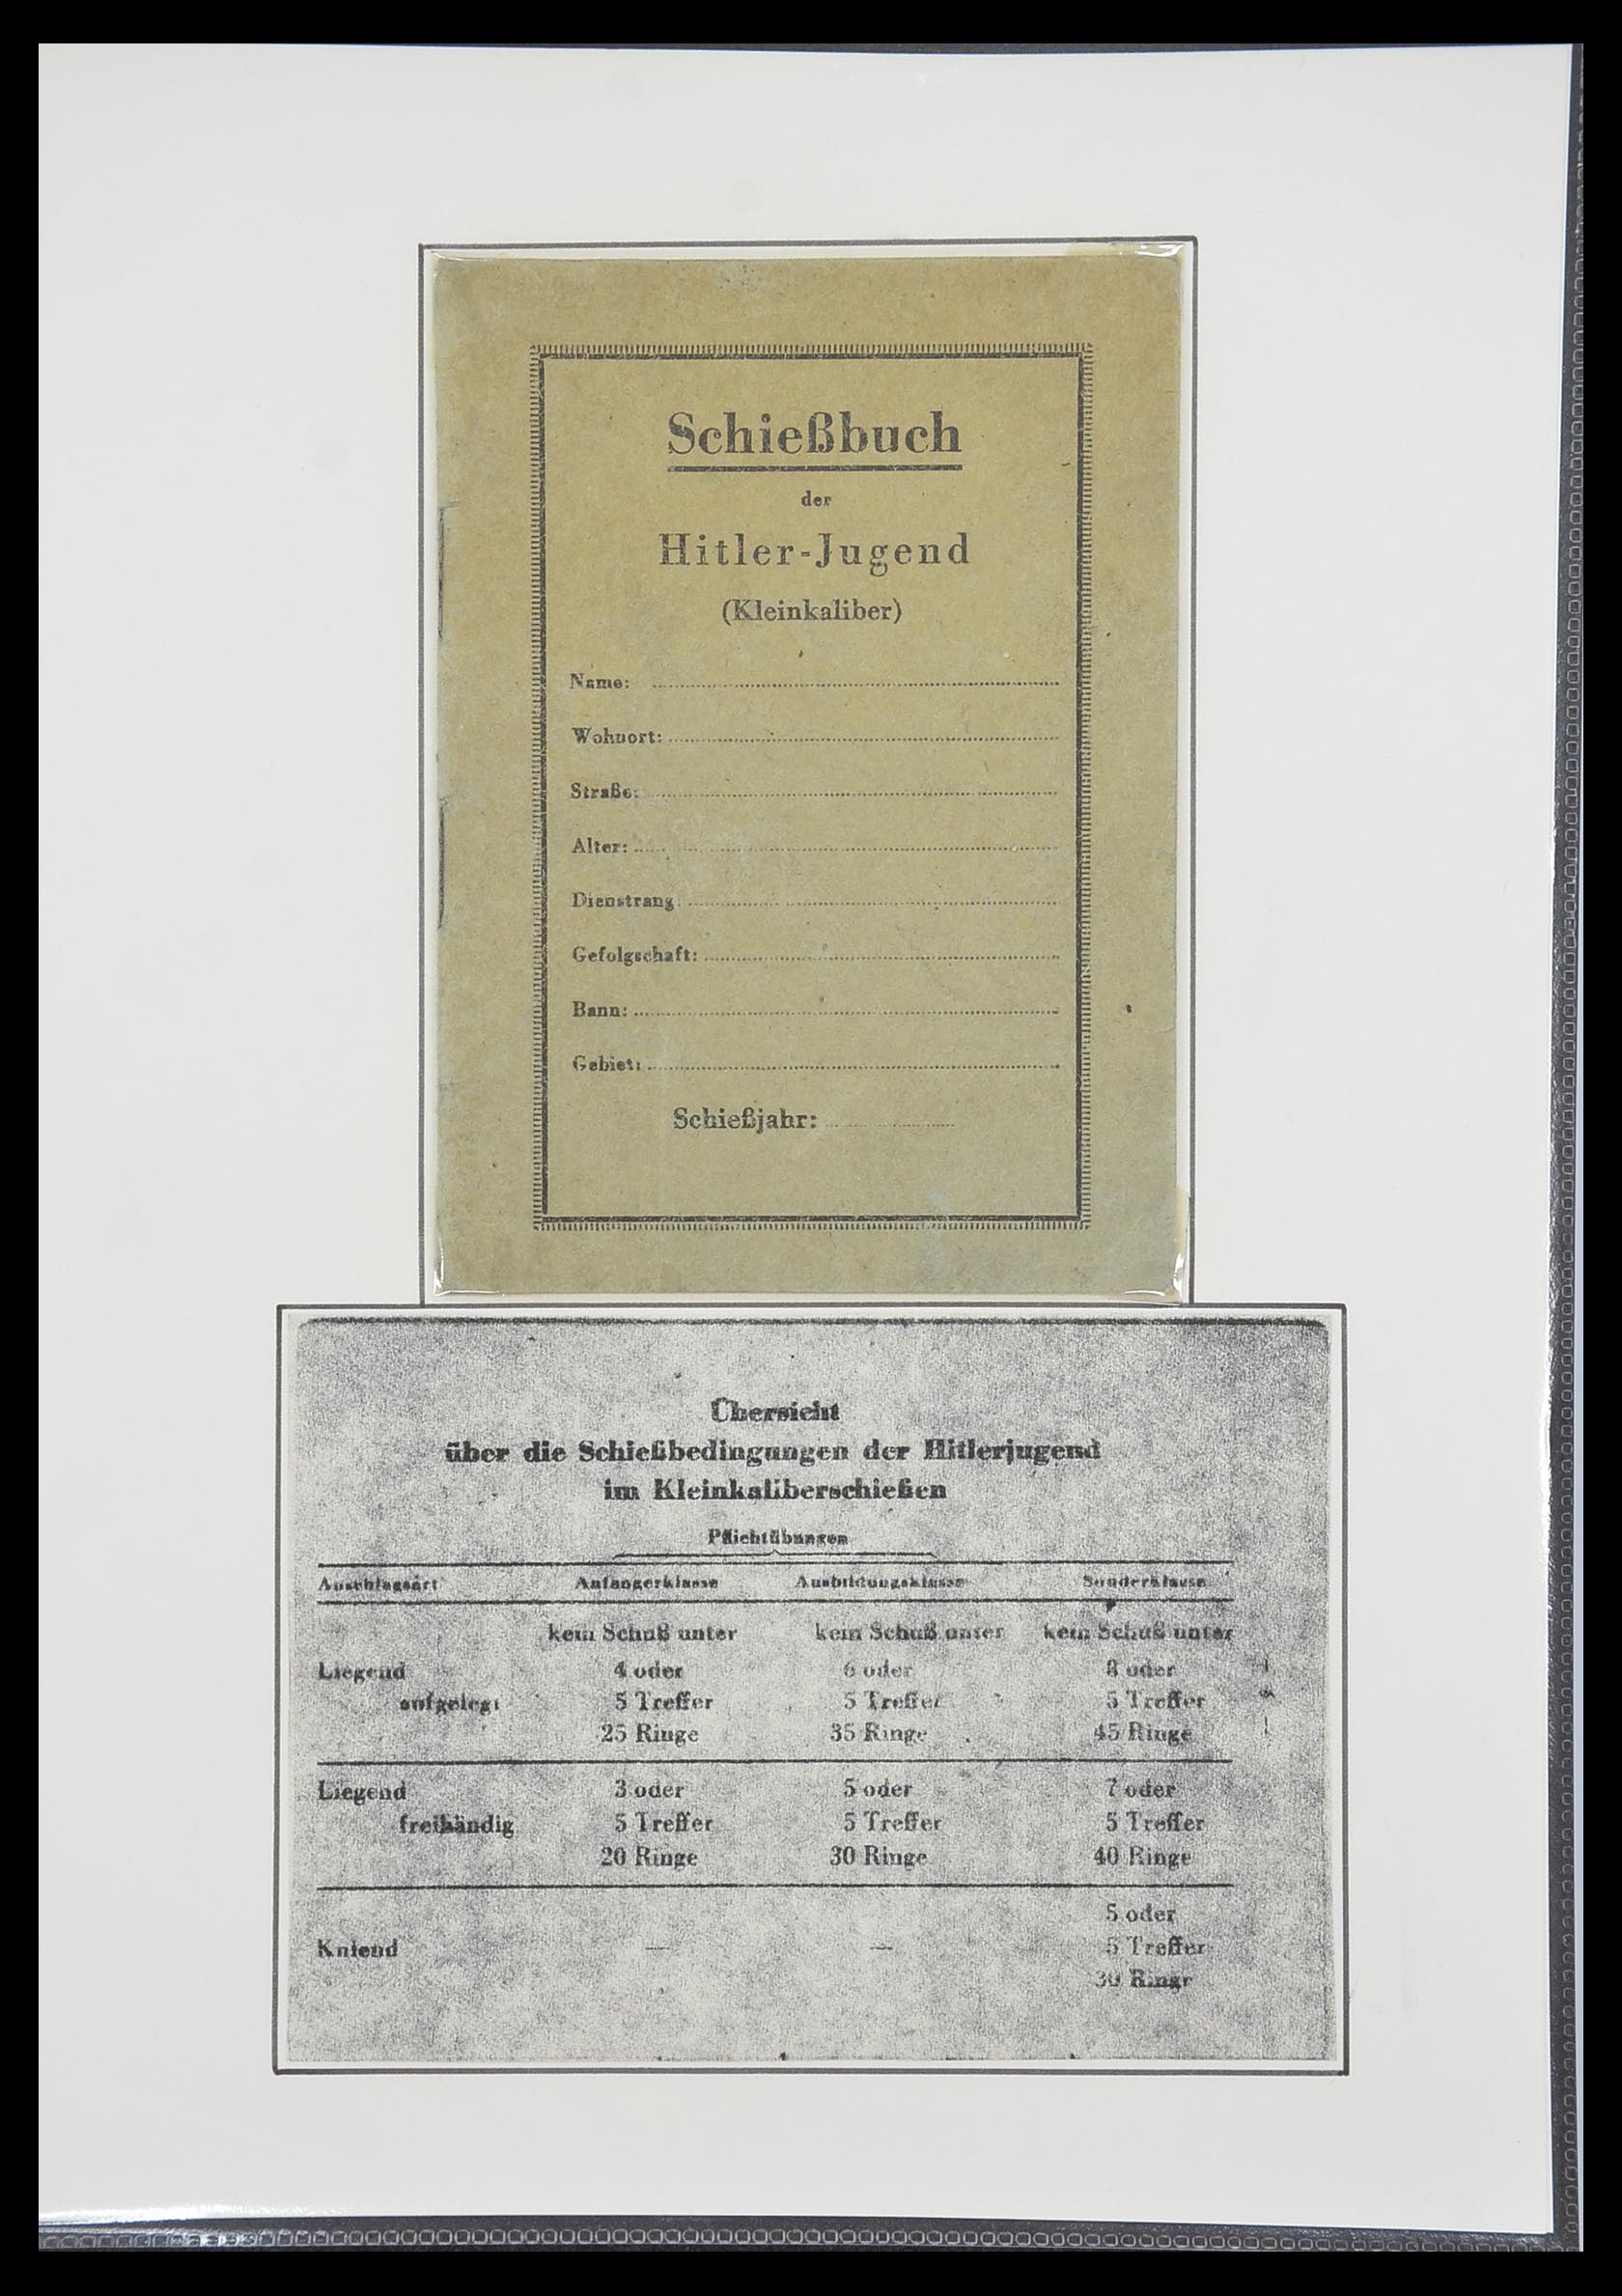 Schießbuch
der
Hitler-Jugend
(Kleinkaliber)
Name:
Wohnort:
Straße:
Alter:
Dienstrang:
Gefolgschaft:
Bann:
Gebiet:
Schießjahr:
Übersicht
über die Schießbedingungen der Hitlerjugend
im Kleinkaliberschießen
Pflichtübungen
Anschlagsart Anfängerklasse Ausbildungsklasse Sonderklasse
kein Schuß unter kein Schuß unter kein Schuß unter
Liegend 4 oder 6 oder 8 oder
aufgelegt 5 Treffer 5 Treffer 5 Treffer
25 Ringe 35 Ringe 45 Ringe
Liegend 3 oder 5 oder 7 oder
freihändig 5 Treffer 5 Treffer 5 Treffer
20 Ringe 30 Ringe 40 Ringe
5 oder
Kniend — — 5 Treffer
30 Ringe